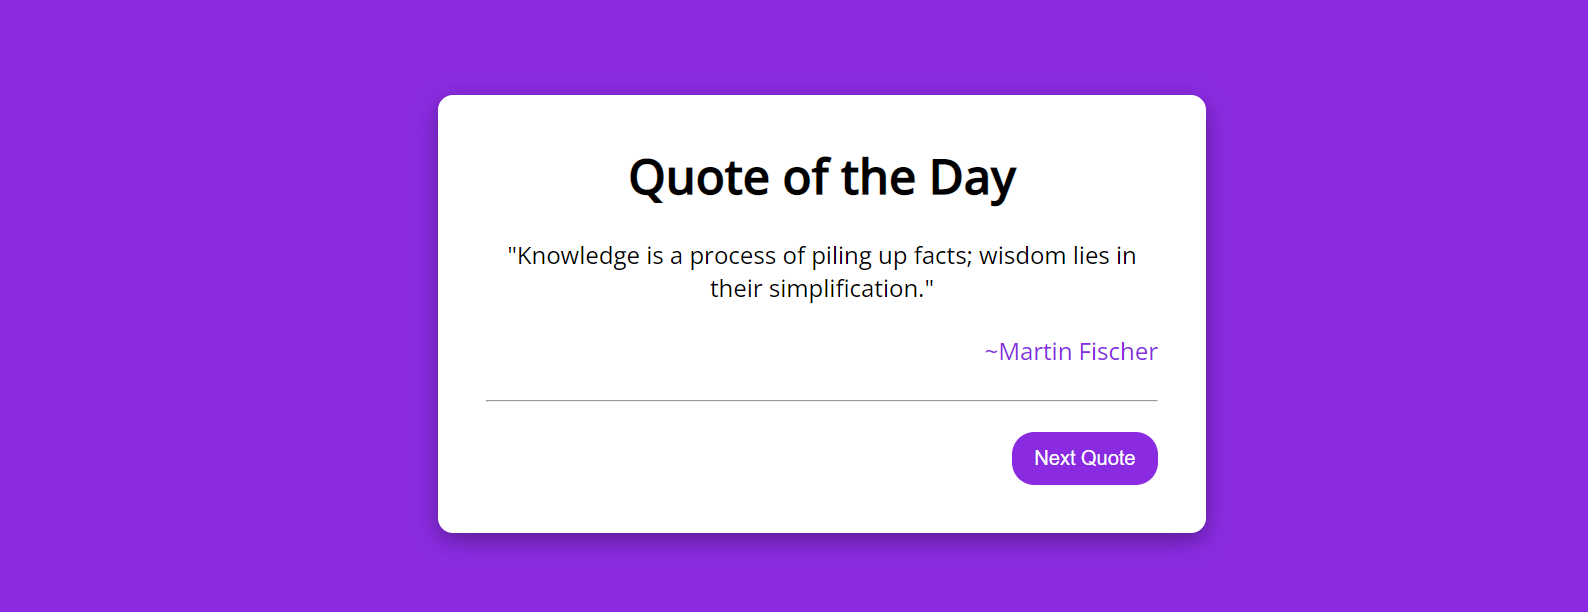 Quote of the Day
"Knowledge is a process of piling up facts; wisdom lies in
their simplification."
~Martin Fischer
Next Quote